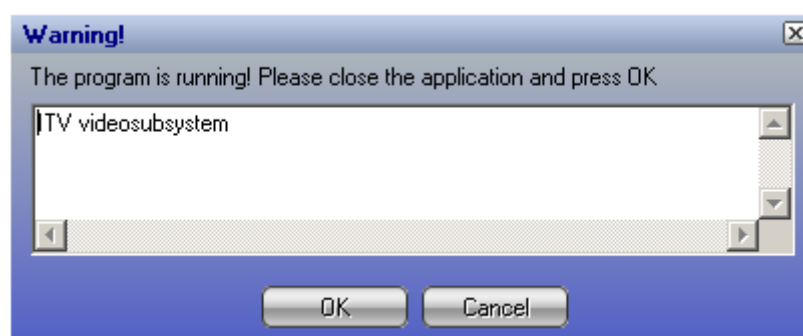 Warning!
The program is running! Please close the application and press OK
ITV videosubsystem
OK
Cancel